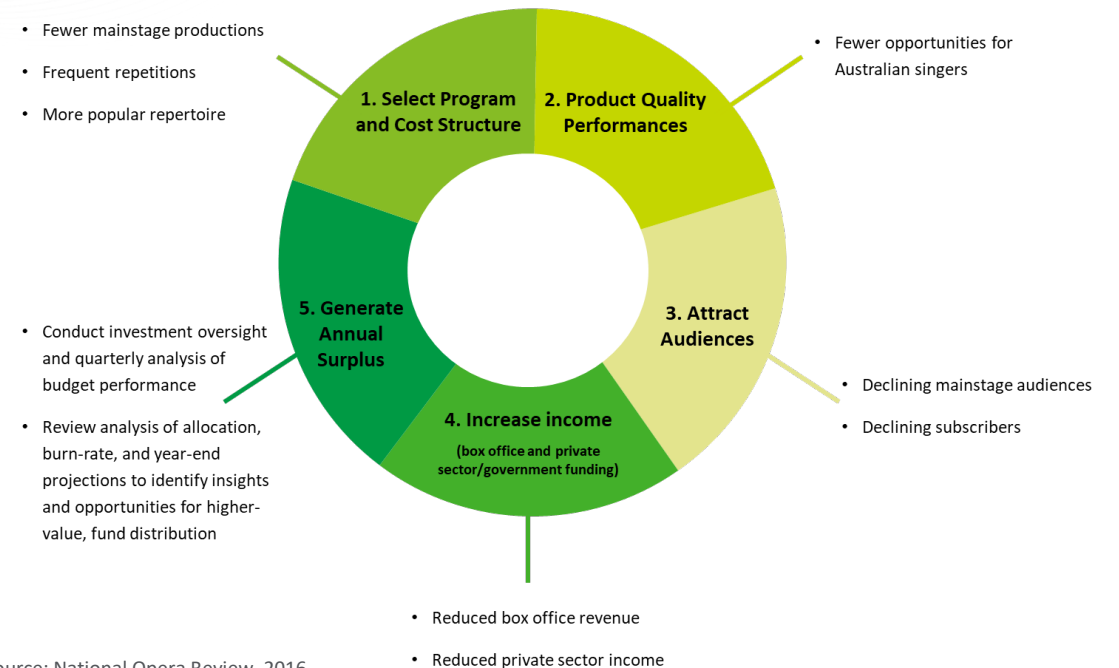 • Fewer mainstage productions
• Frequent repetitions
• More popular repertoire
1. Select Program
and Cost Structure
2. Product Quality
Performances
• Fewer opportunities for
Australian singers
3. Attract
Audiences
• Declining mainstage audiences
• Declining subscribers
4. Increase income
(box office and private
sector/government funding)
• Reduced box office revenue
• Reduced private sector income
5. Generate
Annual
Surplus
• Conduct investment oversight
and quarterly analysis of
budget performance
• Review analysis of allocation,
burn-rate, and year-end
projections to identify insights
and opportunities for higher-
value, fund distribution
ource: National Opera Review, 2016